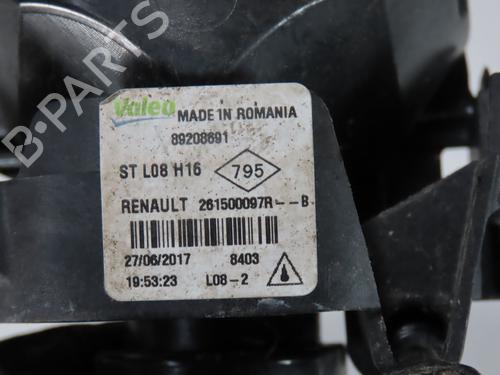 B-PARTS
Valeo MADE IN ROMANIA
89208691
ST L08 H16 795
RENAULT 261500097R--B
27/06/2017 8403
19:53:23 L08-2